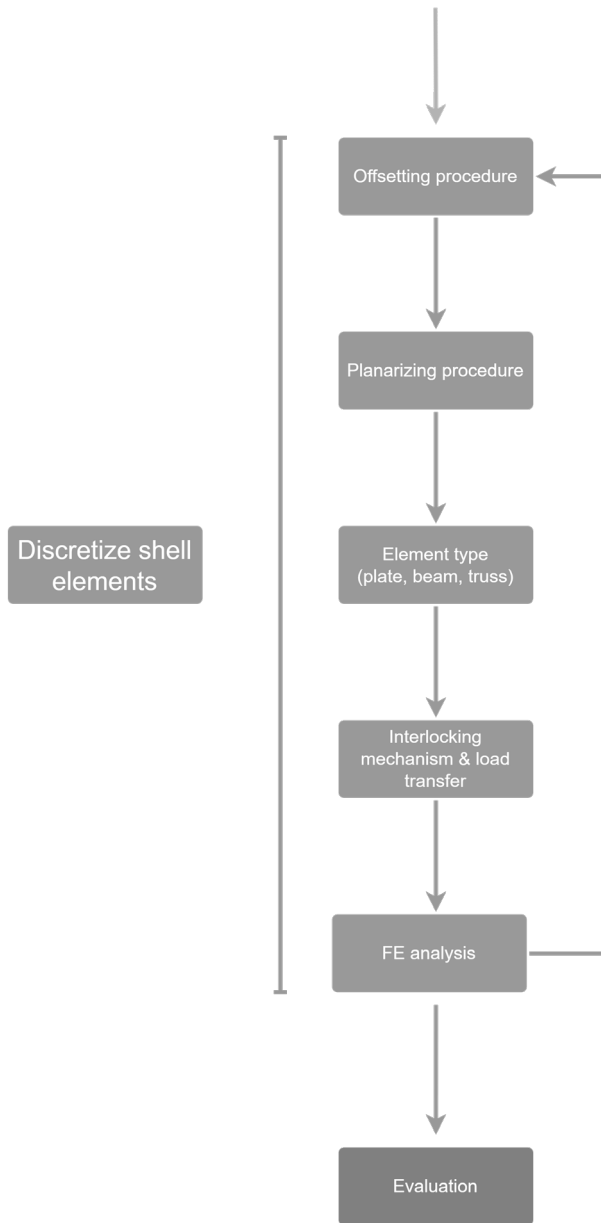 Offsetting procedure
Planarizing procedure
Discretize shell
elements
Element type
(plate, beam, truss)
Interlocking
mechanism & load
transfer
FE analysis
Evaluation